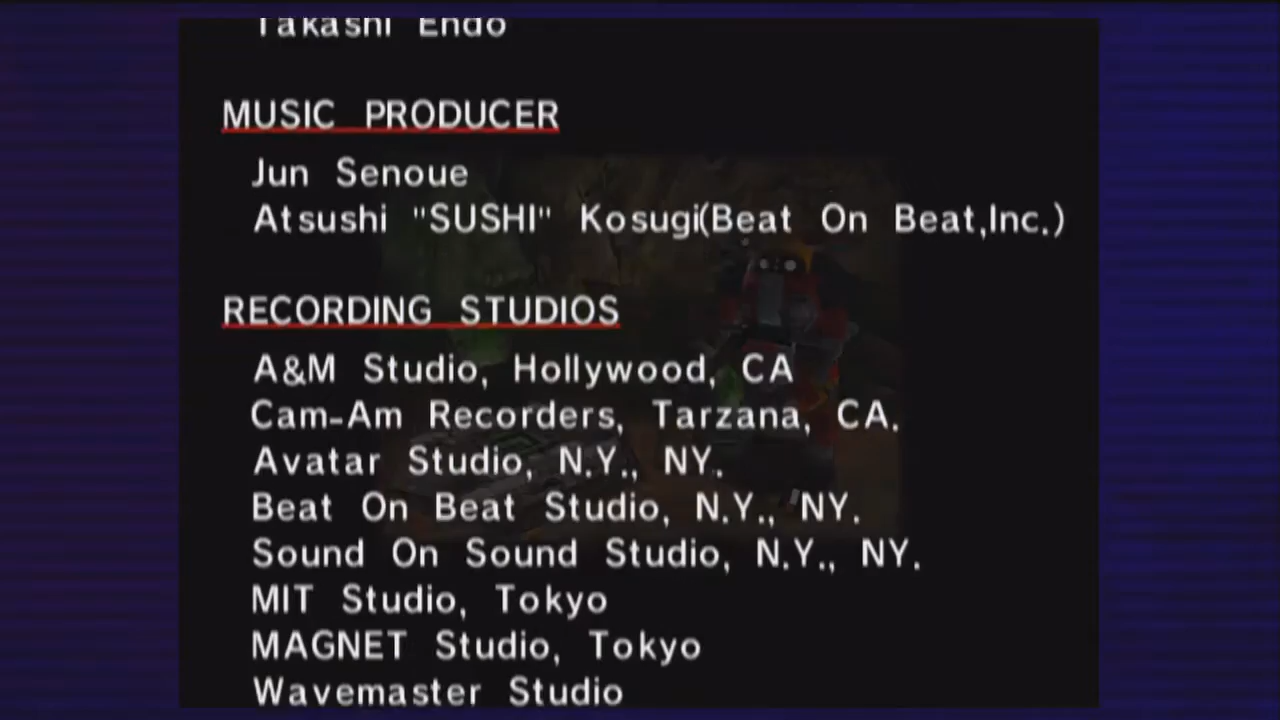 Takashi Endo
MUSIC PRODUCER
Jun Senoue
Atsushi "SUSHI" Kosugi(Beat On Beat,Inc.)
RECORDING STUDIOS
A&M Studio, Hollywood, CA
Cam-Am Recorders, Tarzana, CA.
Avatar Studio, N.Y., NY.
Beat On Beat Studio, N.Y., NY.
Sound On Sound Studio, N.Y., NY.
MIT Studio, Tokyo
MAGNET Studio, Tokyo
Wavemaster Studio